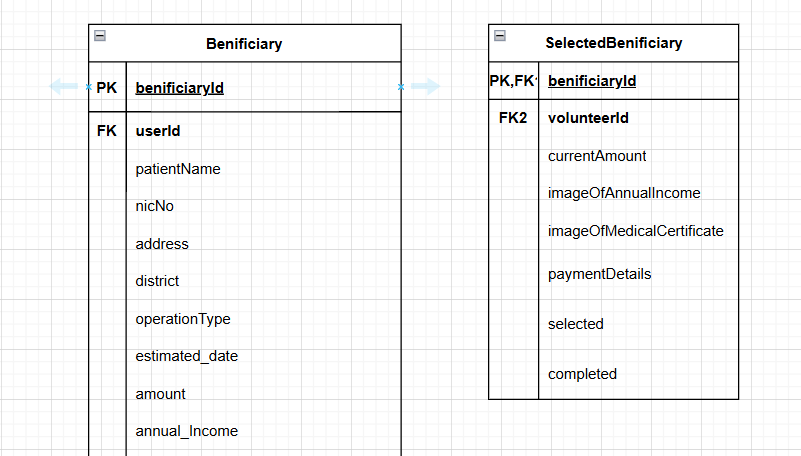 Benificiary
PK benificiaryId
FK userId
patientName
nicNo
address
district
operationType
estimated_date
amount
annual_Income
SelectedBenificiary
PK,FK1 benificiaryId
FK2 volunteerId
currentAmount
imageOfAnnualIncome
imageOfMedicalCertificate
paymentDetails
selected
completed